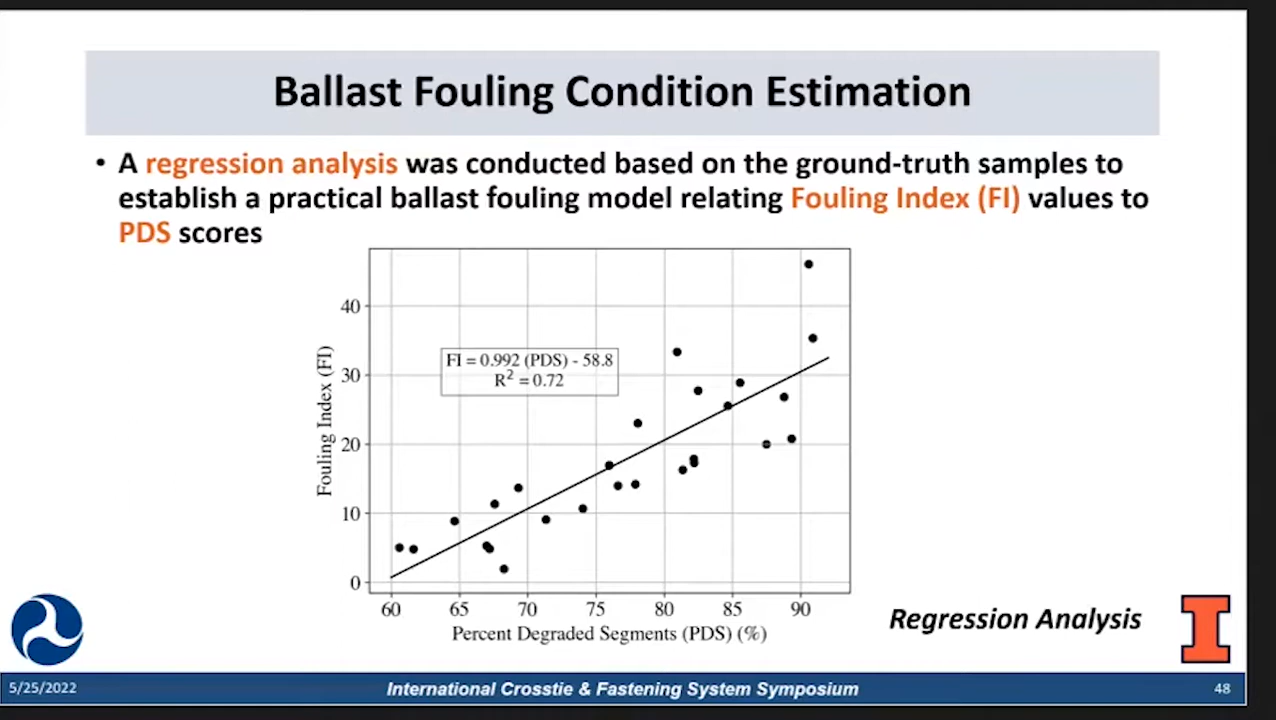 Ballast Fouling Condition Estimation
• A regression analysis was conducted based on the ground-truth samples to
establish a practical ballast fouling model relating Fouling Index (FI) values to
PDS scores
40
30
20
10
0
Fouling Index (FI)
FI = 0.992 (PDS) - 58.8
R² = 0.72
60 65 70 75 80 85 90
Percent Degraded Segments (PDS) (%)
Regression Analysis
I
5/25/2022
International Crosstie & Fastening System Symposium
48